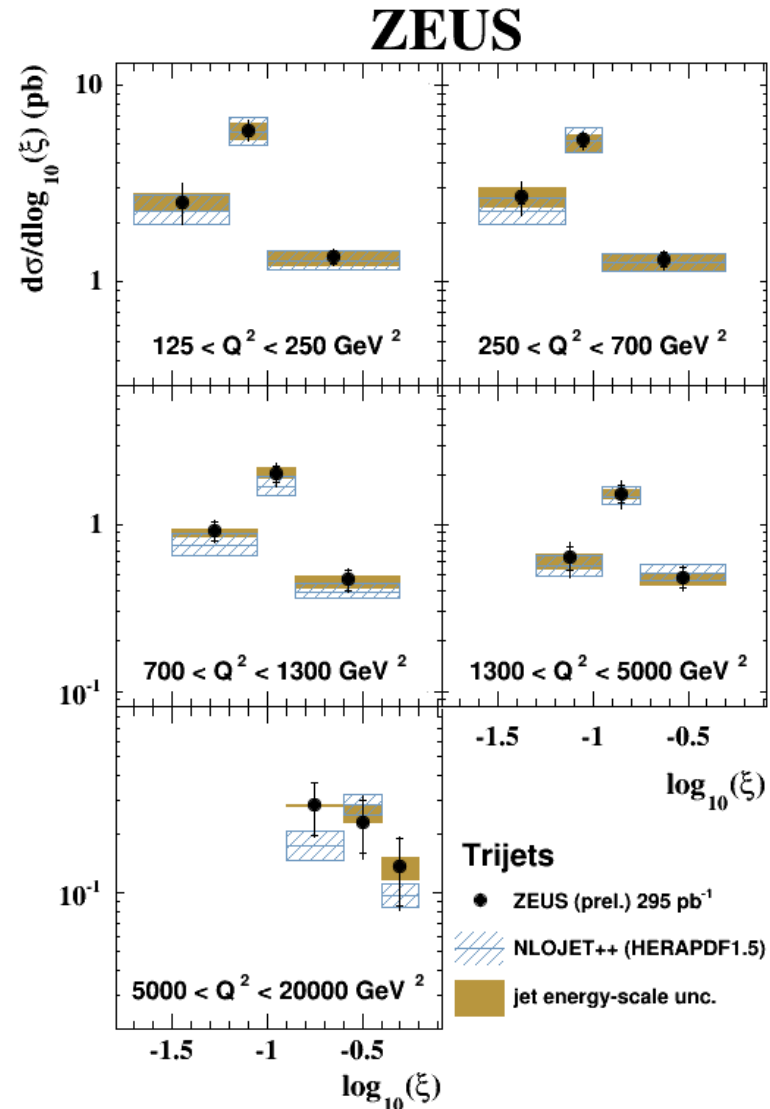 ZEUS
dσ/dlog₁₀(ξ) (pb)
10
1
125 < Q² < 250 GeV²
250 < Q² < 700 GeV²
1
10⁻¹
700 < Q² < 1300 GeV²
1300 < Q² < 5000 GeV²
-1.5 -1 -0.5
log₁₀(ξ)
10⁻¹
5000 < Q² < 20000 GeV²
-1.5 -1 -0.5
log₁₀(ξ)
Trijets
ZEUS (prel.) 295 pb⁻¹
NLOJET++ (HERAPDF1.5)
jet energy-scale unc.